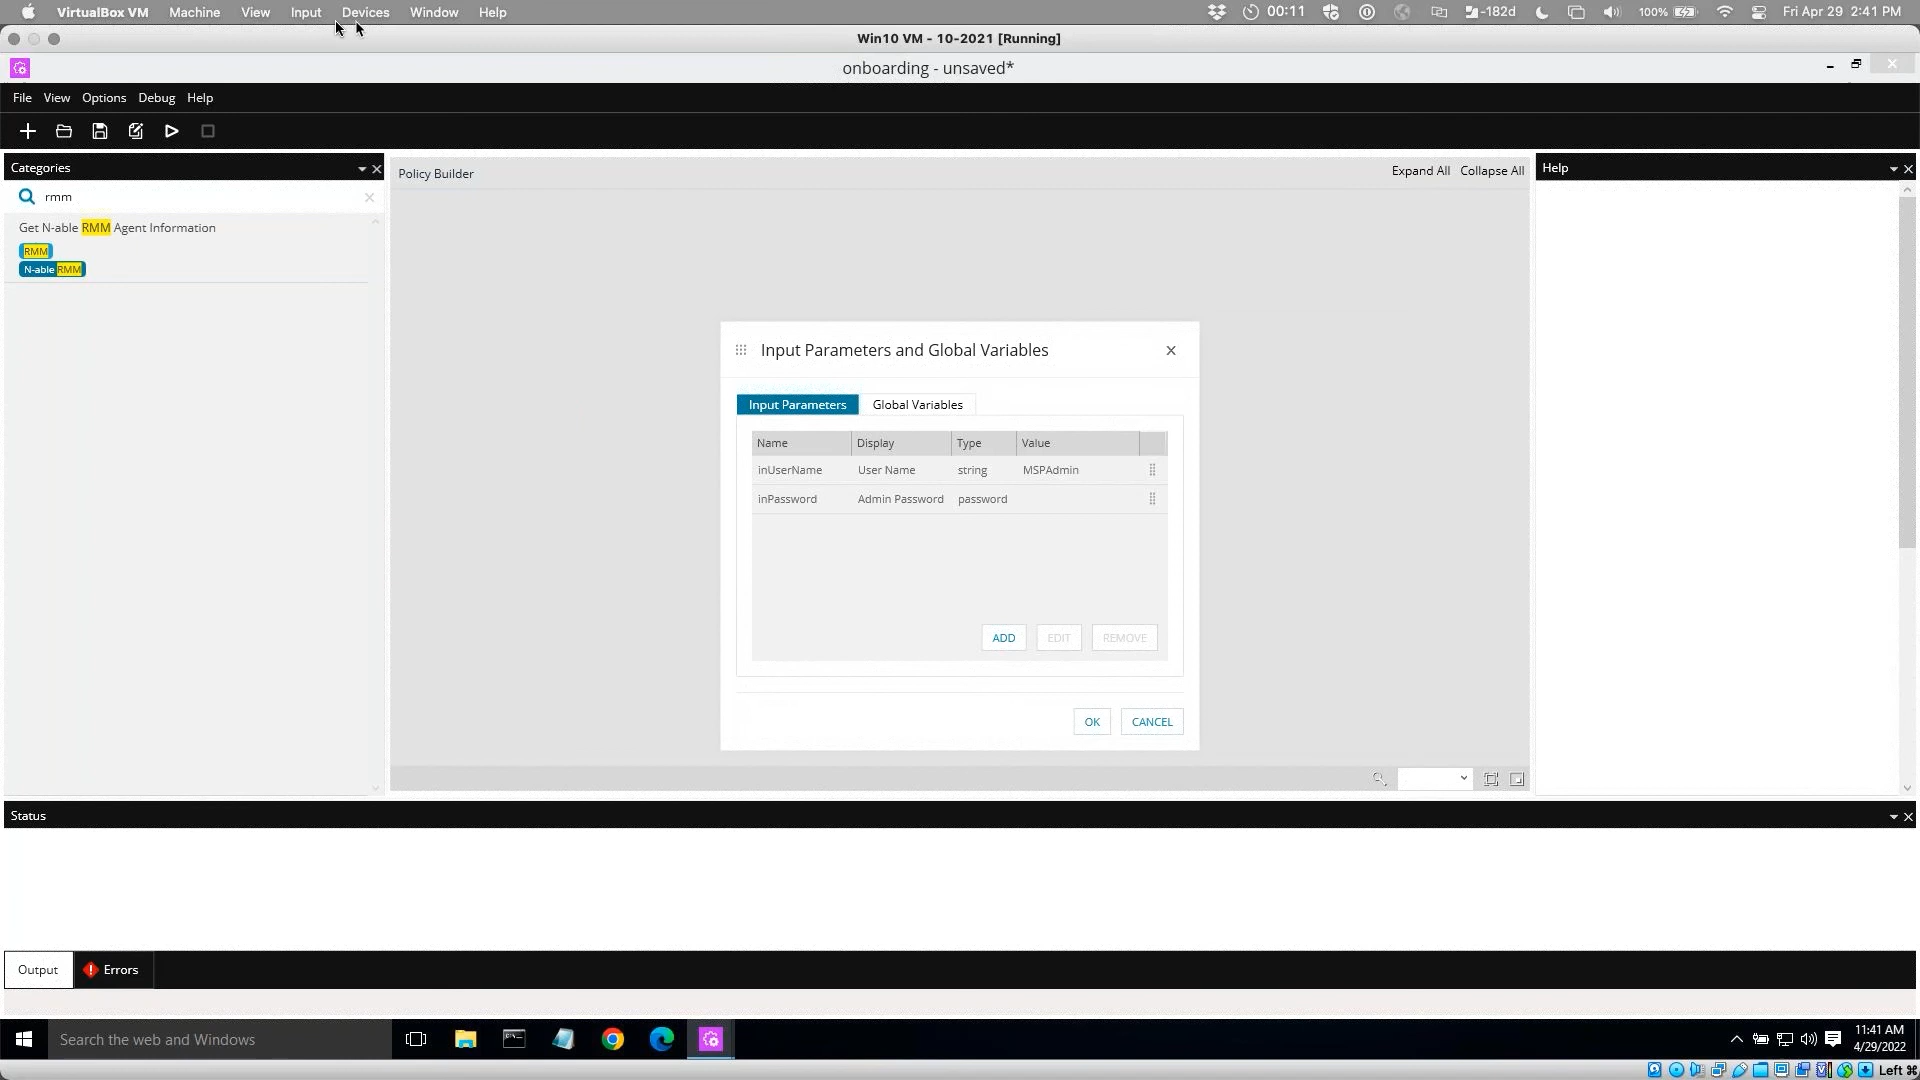 VirtualBox VM Machine View Input Devices Window Help 00:11 -182d 100% Fri Apr 29 2:41 PM
Win10 VM - 10-2021 [Running]
onboarding - unsaved*
File View Options Debug Help
Categories
rmm
Get N-able RMM Agent Information
RMM
N-able RMM
Policy Builder
Expand All Collapse All
Help
Input Parameters and Global Variables
Input Parameters Global Variables
Name Display Type Value
inUserName User Name string MSPAdmin
inPassword Admin Password password
ADD EDIT REMOVE
OK CANCEL
Status
Output Errors
Search the web and Windows
11:41 AM
4/29/2022
Left ⌘